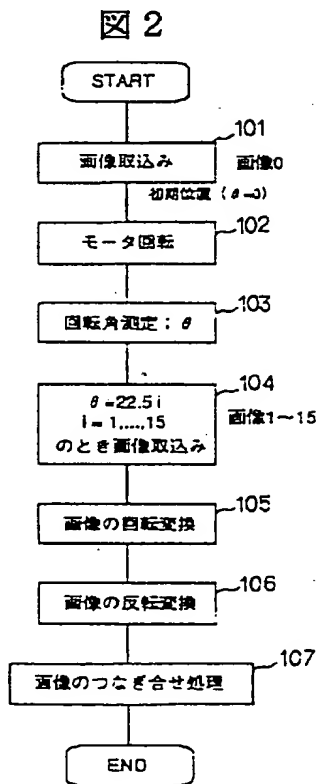 図2
START
101
画像取込み 画像0
初期位置 (θ=0)
102
モータ回転
103
回転角測定；θ
104
θ=22.5i
i=1,....,15
のとき画像取込み
画像1〜15
105
画像の回転変換
106
画像の反転変換
107
画像のつなぎ合せ処理
END